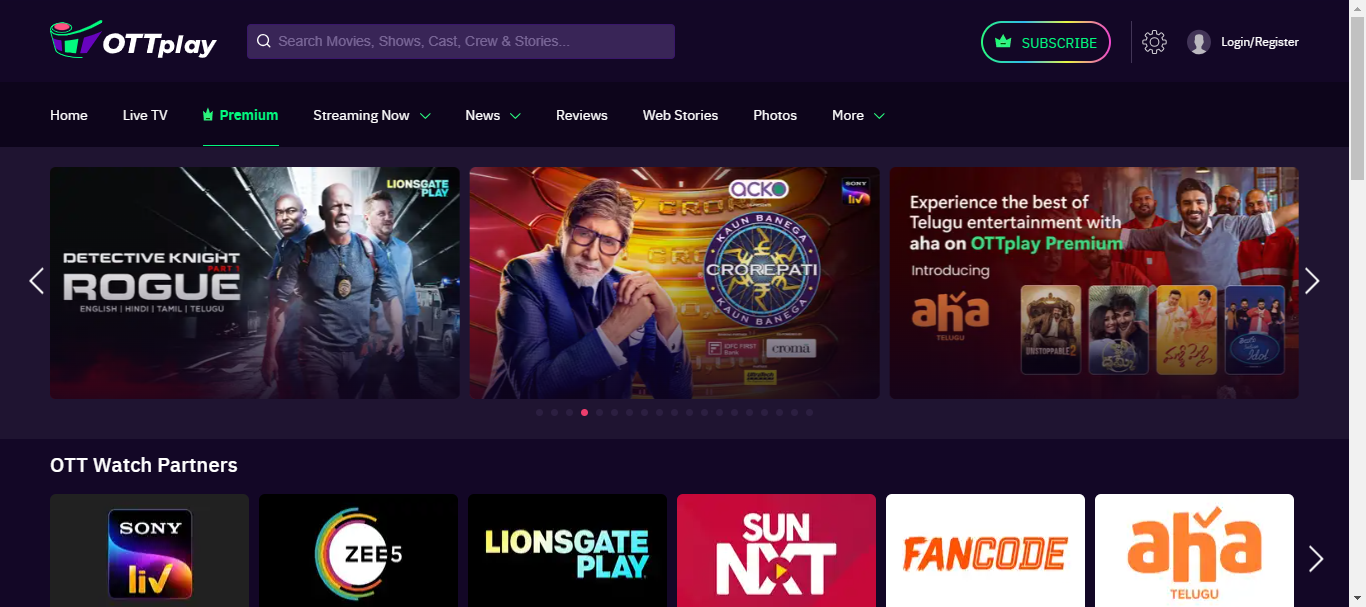 OTTplay
Search Movies, Shows, Cast, Crew & Stories...
SUBSCRIBE
Login/Register
Home
Live TV
Premium
Streaming Now
News
Reviews
Web Stories
Photos
More
LIONSGATE
PLAY
DETECTIVE KNIGHT
PART 1
ROGUE
ENGLISH | HINDI | TAMIL | TELUGU
acko
SONY
liv
KAUN BANEGA
CROREPATI
KAUN BANEGA
IDFC FIRST
Bank
croma
Experience the best of
Telugu entertainment with
aha on OTTplay Premium
Introducing
aha
TELUGU
UNSTOPPABLE 2
Idol
OTT Watch Partners
SONY
liv
ZEE5
LIONSGATE
PLAY
SUN
NXT
FANCODE
aha
TELUGU